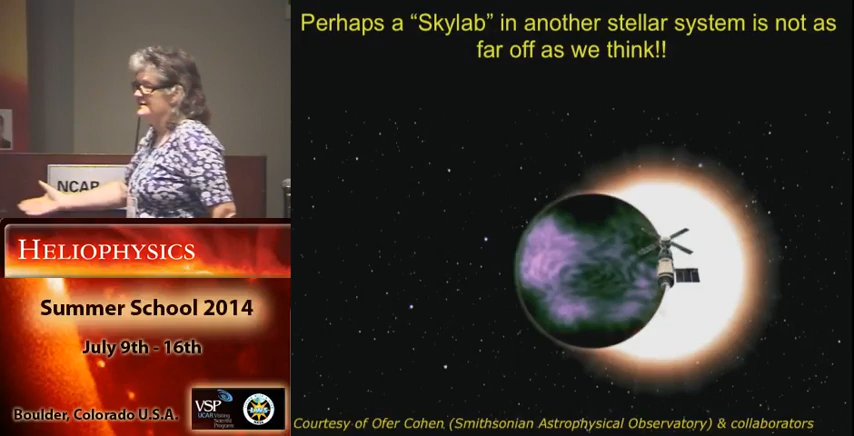 Perhaps a “Skylab” in another stellar system is not as
far off as we think!!
NCAR
HELIOPHYSICS
Summer School 2014
July 9th - 16th
Boulder, Colorado U.S.A.
VSP
UCAR Visiting
Scientist
Programs
Courtesy of Ofer Cohen, (Smithsonian Astrophysical Observatory) & collaborators